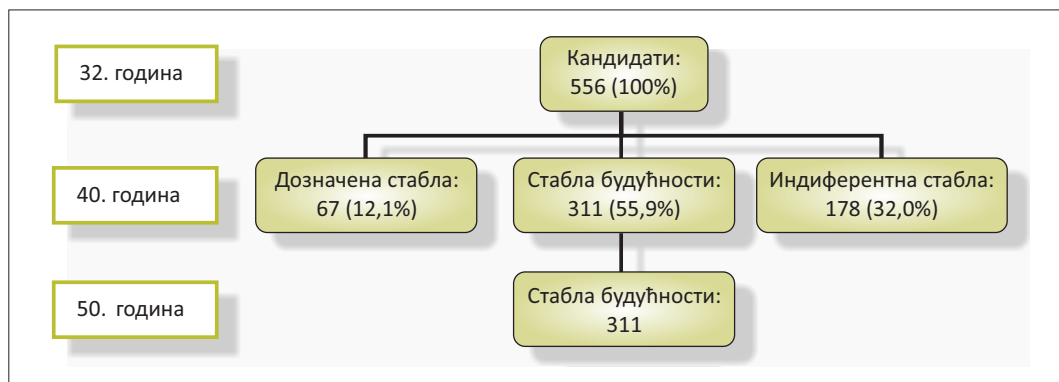 32. година
Кандидати:
556 (100%)
40. година
Дозначена стабла:
67 (12,1%)
Стабла будућности:
311 (55,9%)
Индиферентна стабла:
178 (32,0%)
50. година
Стабла будућности:
311